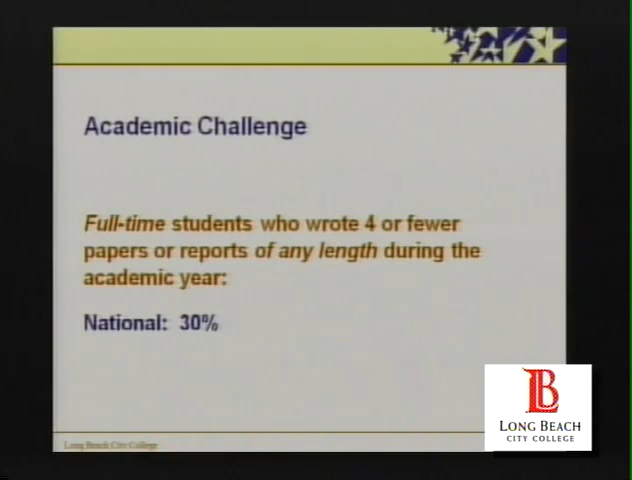 Academic Challenge
Full-time students who wrote 4 or fewer
papers or reports of any length during the
academic year:
National: 30%
Long Beach City College
LB
LONG BEACH
CITY COLLEGE